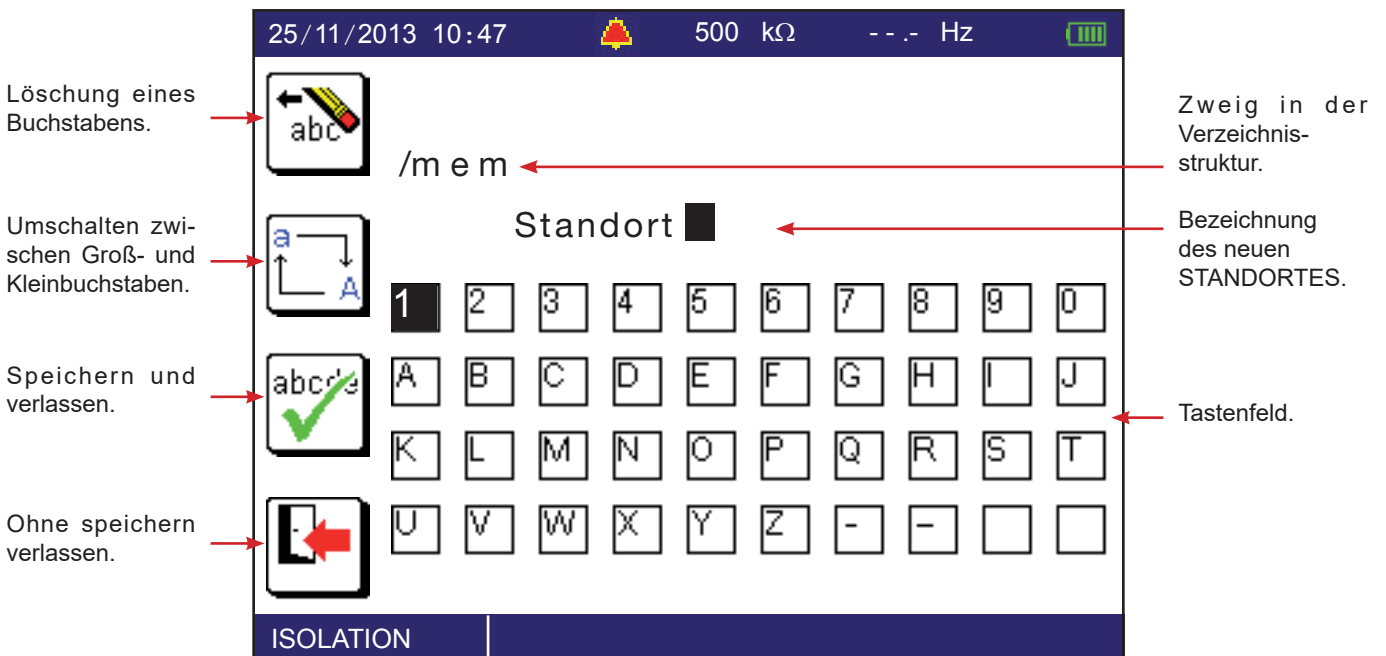 25/11/2013 10:47 500 kΩ - - .- Hz
Löschung eines
Buchstabens.
abc
Umschalten zwi-
schen Groß- und
Kleinbuchstaben.
a
A
Speichern und
verlassen.
abcde
Ohne speichern
verlassen.
/mem
Standort
1 2 3 4 5 6 7 8 9 0
A B C D E F G H I J
K L M N O P Q R S T
U V W X Y Z - –
ISOLATION
Zweig in der
Verzeichnis-
struktur.
Bezeichnung
des neuen
STANDORTES.
Tastenfeld.